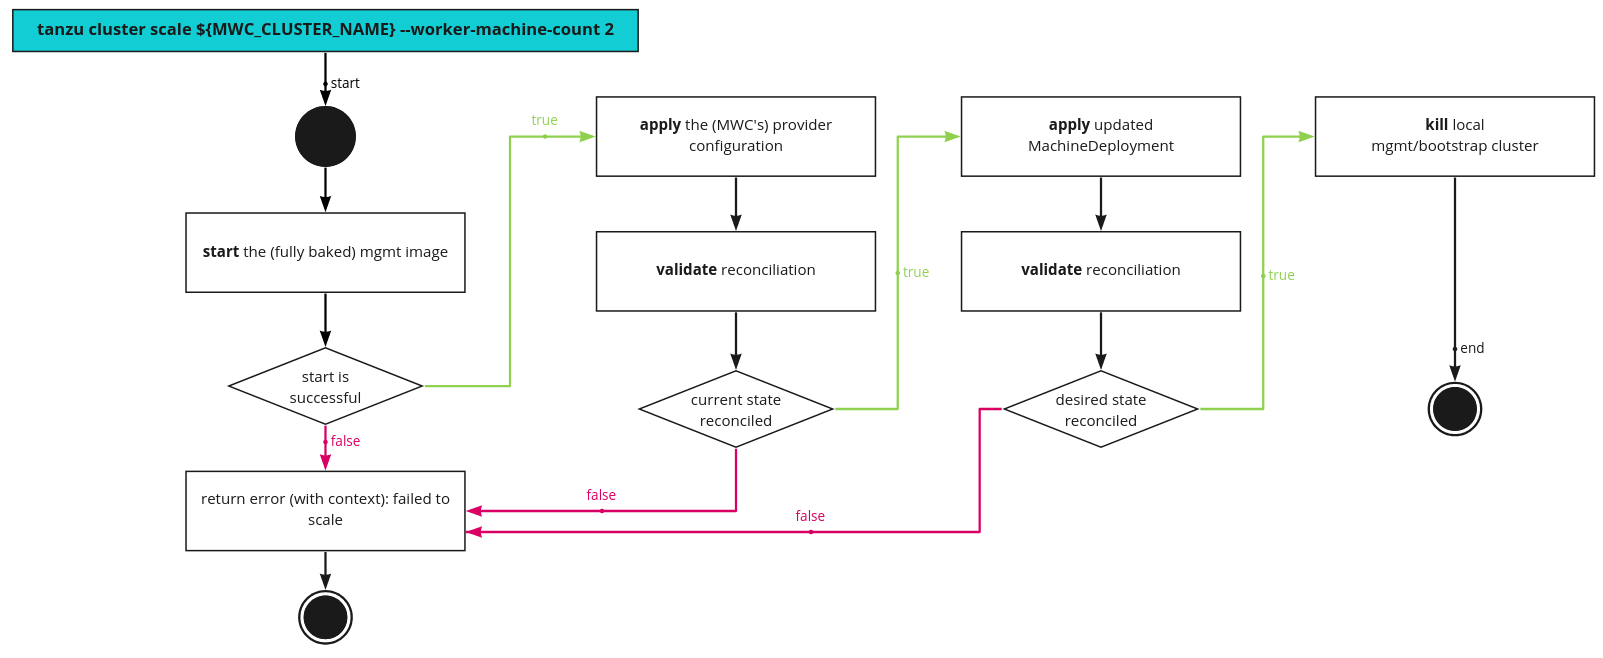 tanzu cluster scale ${MWC_CLUSTER_NAME} --worker-machine-count 2
start
start the (fully baked) mgmt image
start is
successful
true
false
return error (with context): failed to
scale
apply the (MWC's) provider
configuration
validate reconciliation
current state
reconciled
true
false
apply updated
MachineDeployment
validate reconciliation
desired state
reconciled
true
false
kill local
mgmt/bootstrap cluster
end